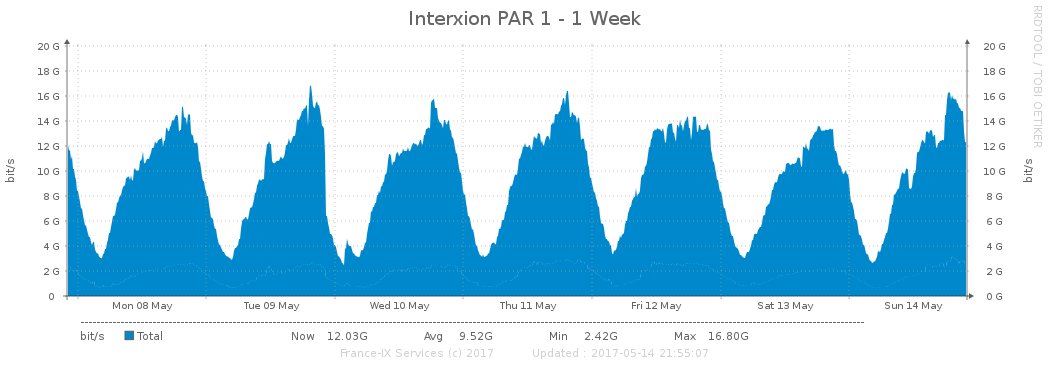 Interxion PAR 1 - 1 Week
RRDTOOL / TOBI OETIKER
bit/s
20 G 20 G
18 G 18 G
16 G 16 G
14 G 14 G
12 G 12 G
10 G 10 G
8 G 8 G
6 G 6 G
4 G 4 G
2 G 2 G
0 0 G
bit/s
Mon 08 May Tue 09 May Wed 10 May Thu 11 May Fri 12 May Sat 13 May Sun 14 May
bit/s Total Now 12.03G Avg 9.52G Min 2.42G Max 16.80G
France-IX Services (c) 2017 Updated : 2017-05-14 21:55:07